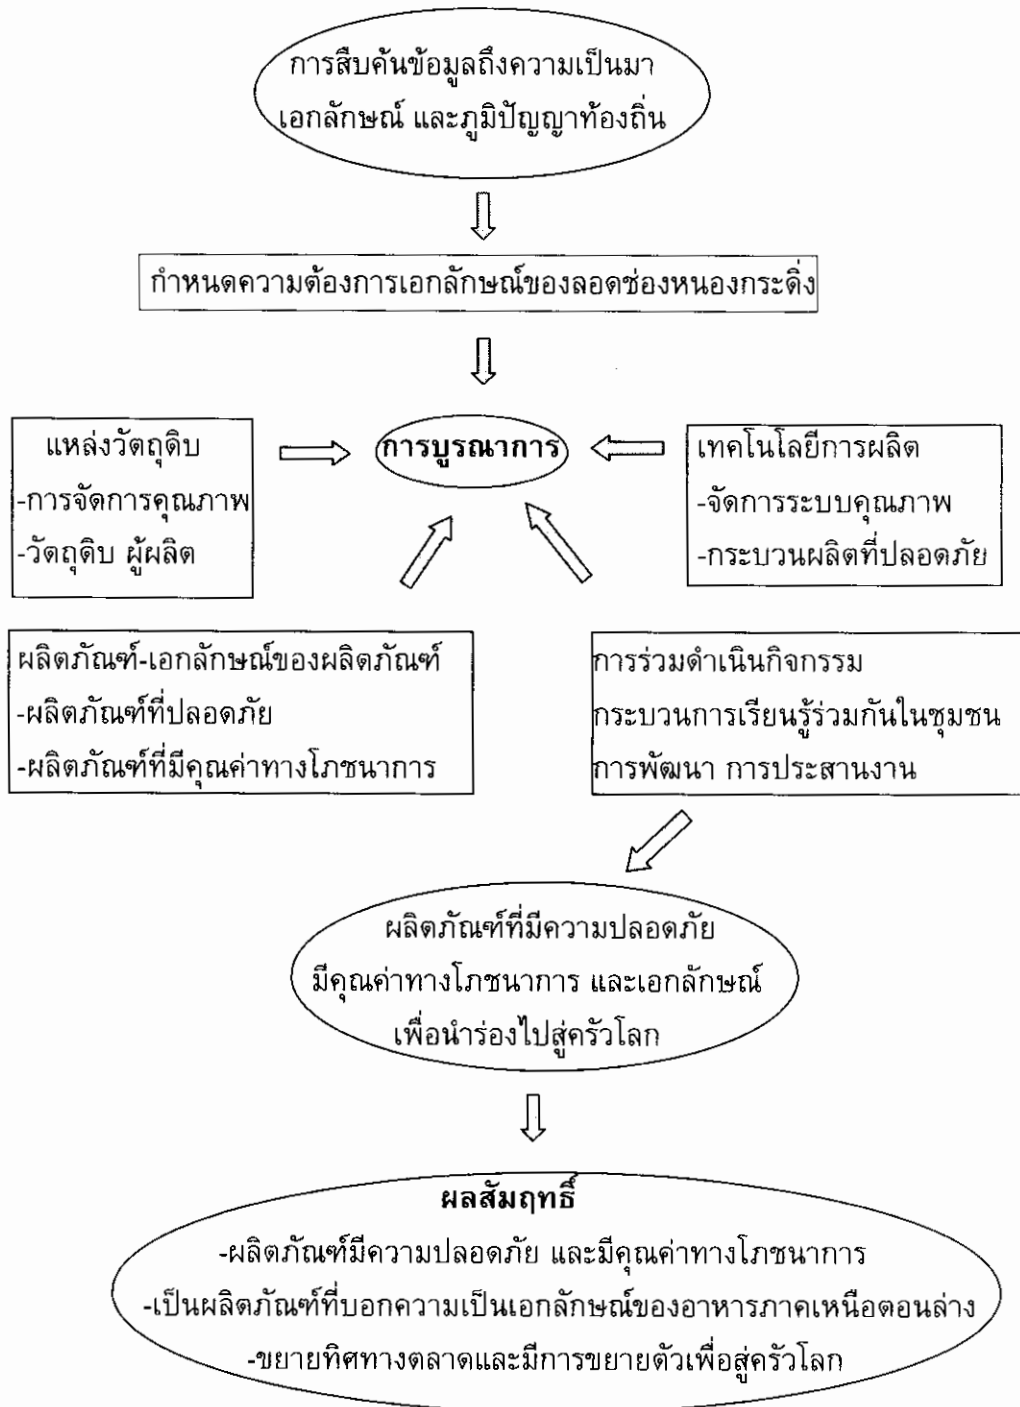 การสืบค้นข้อมูลถึงความเป็นมา
เอกลักษณ์ และภูมิปัญญาท้องถิ่น
กำหนดความต้องการเอกลักษณ์ของลอดช่องหนองกระดิ่ง
แหล่งวัตถุดิบ
-การจัดการคุณภาพ
-วัตถุดิบ ผู้ผลิต
การบูรณาการ
เทคโนโลยีการผลิต
-จัดการระบบคุณภาพ
-กระบวนผลิตที่ปลอดภัย
ผลิตภัณฑ์-เอกลักษณ์ของผลิตภัณฑ์
-ผลิตภัณฑ์ที่ปลอดภัย
-ผลิตภัณฑ์ที่มีคุณค่าทางโภชนาการ
การร่วมดำเนินกิจกรรม
กระบวนการเรียนรู้ร่วมกันในชุมชน
การพัฒนา การประสานงาน
ผลิตภัณฑ์ที่มีความปลอดภัย
มีคุณค่าทางโภชนาการ และเอกลักษณ์
เพื่อนำร่องไปสู่ครัวโลก
ผลสัมฤทธิ์
-ผลิตภัณฑ์มีความปลอดภัย และมีคุณค่าทางโภชนาการ
-เป็นผลิตภัณฑ์ที่บอกความเป็นเอกลักษณ์ของอาหารภาคเหนือตอนล่าง
-ขยายทิศทางตลาดและมีการขยายตัวเพื่อสู่ครัวโลก